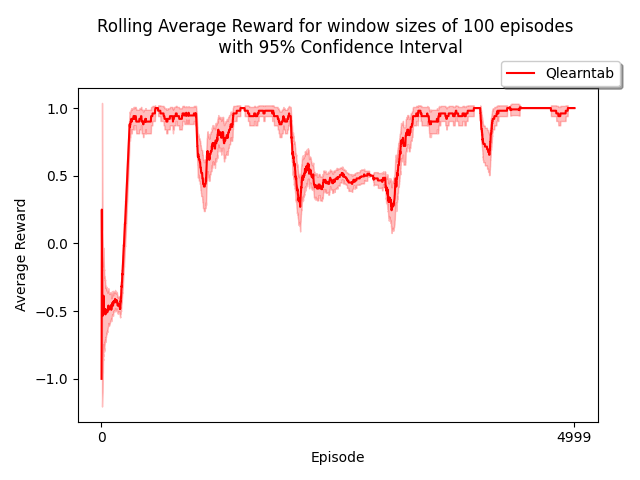 Rolling Average Reward for window sizes of 100 episodes
with 95% Confidence Interval
Qlearntab
1.0
0.5
0.0
−0.5
−1.0
Average Reward
0
4999
Episode